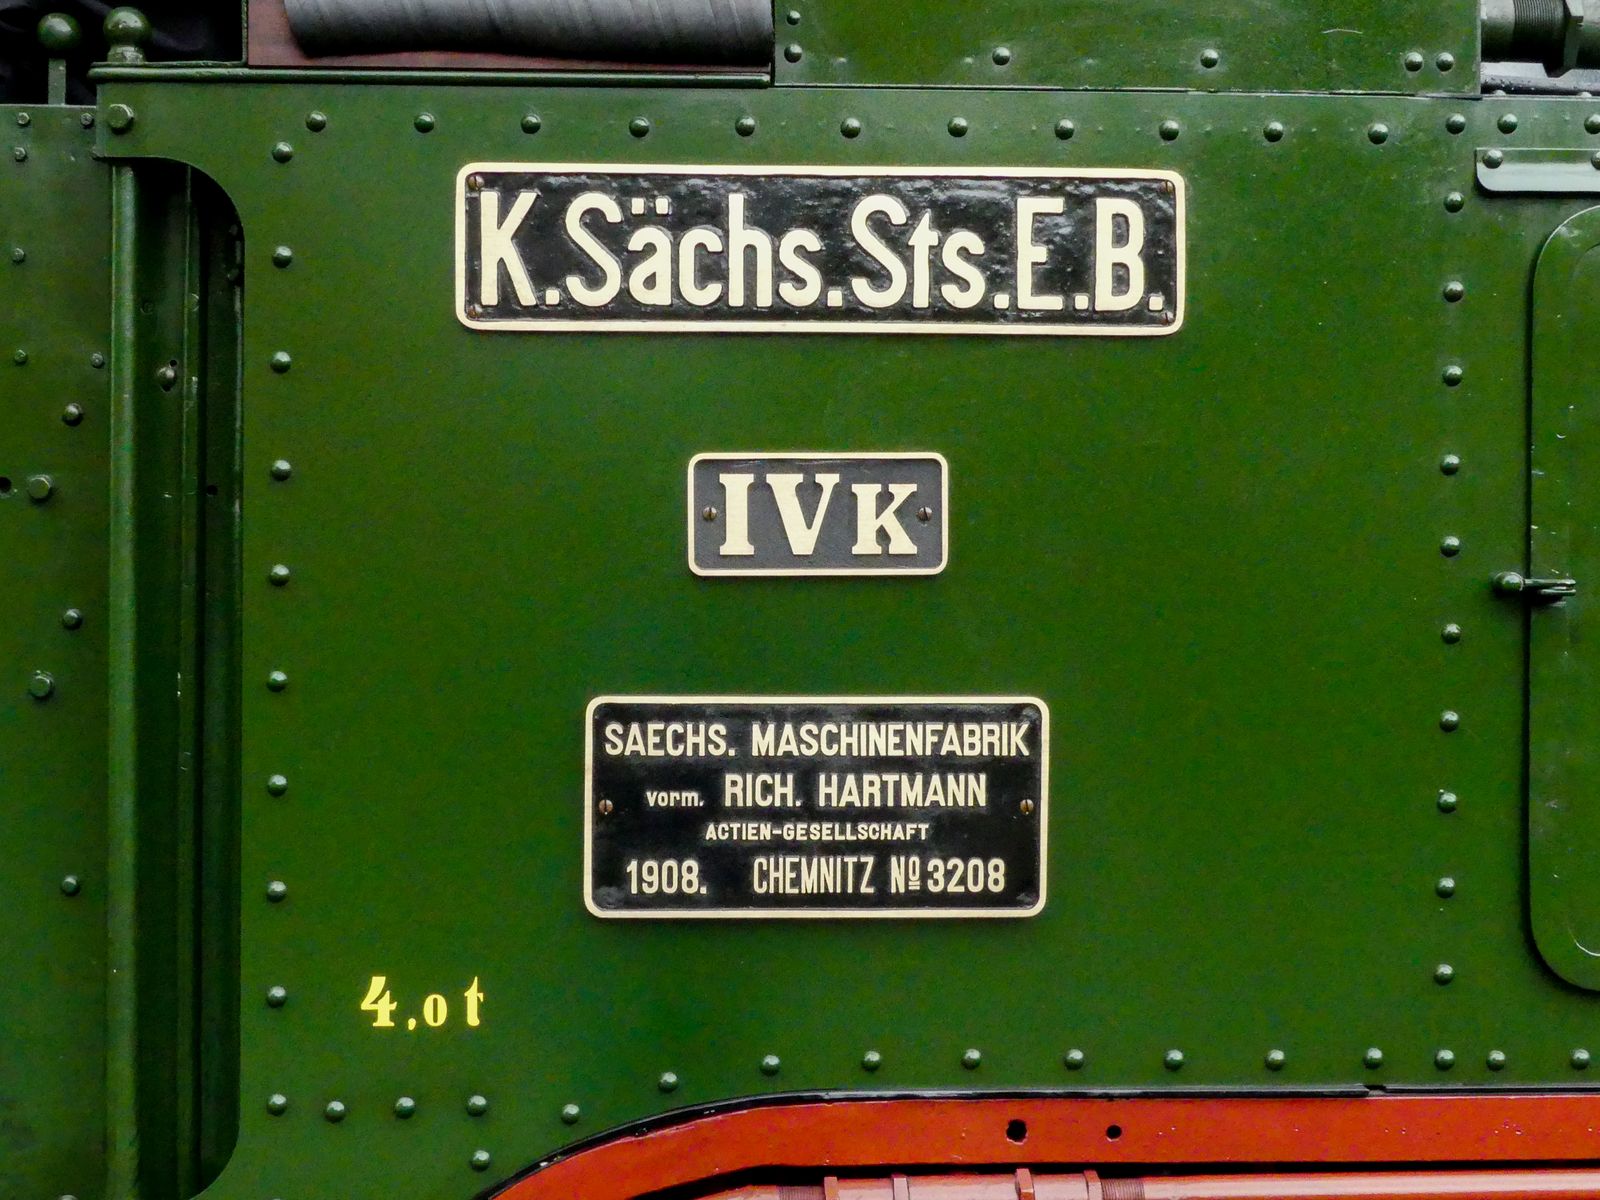 K.Sächs.Sts.E.B.
IVK
SAECHS. MASCHINENFABRIK
vorm. RICH. HARTMANN
ACTIEN-GESELLSCHAFT
1908. CHEMNITZ Nº 3208
4,0 t